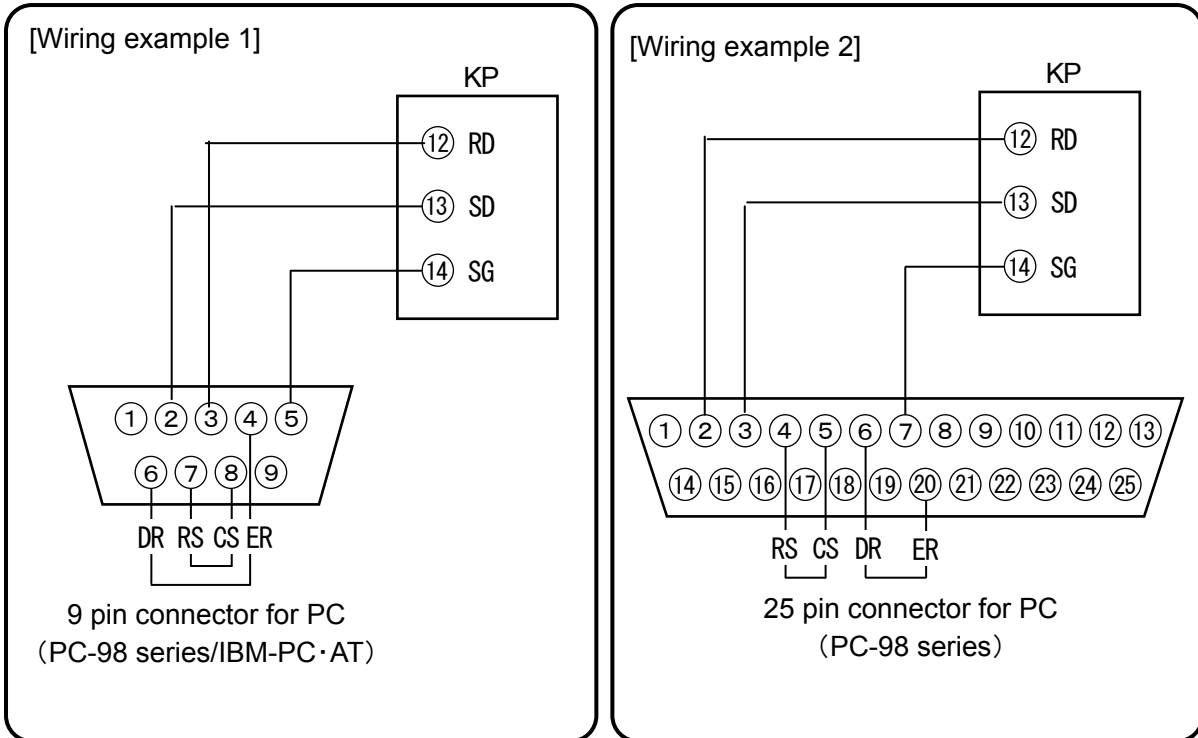 [Wiring example 1]
KP
⑫ RD
⑬ SD
⑭ SG
① ② ③ ④ ⑤
⑥ ⑦ ⑧ ⑨
DR RS CS ER
9 pin connector for PC
（PC-98 series/IBM-PC･AT）
[Wiring example 2]
KP
⑫ RD
⑬ SD
⑭ SG
① ② ③ ④ ⑤ ⑥ ⑦ ⑧ ⑨ ⑩ ⑪ ⑫ ⑬
⑭ ⑮ ⑯ ⑰ ⑱ ⑲ ⑳ ㉑ ㉒ ㉓ ㉔ ㉕
RS CS DR ER
25 pin connector for PC
（PC-98 series）